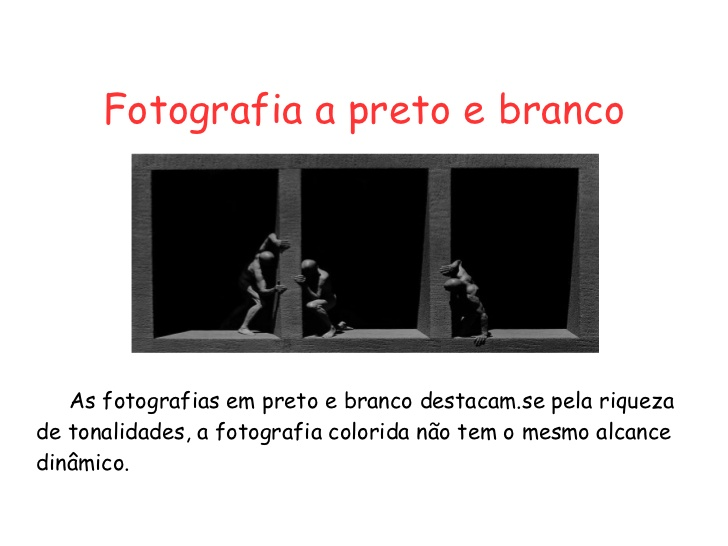 Fotografia a preto e branco
As fotografias em preto e branco destacam.se pela riqueza
de tonalidades, a fotografia colorida não tem o mesmo alcance
dinâmico.